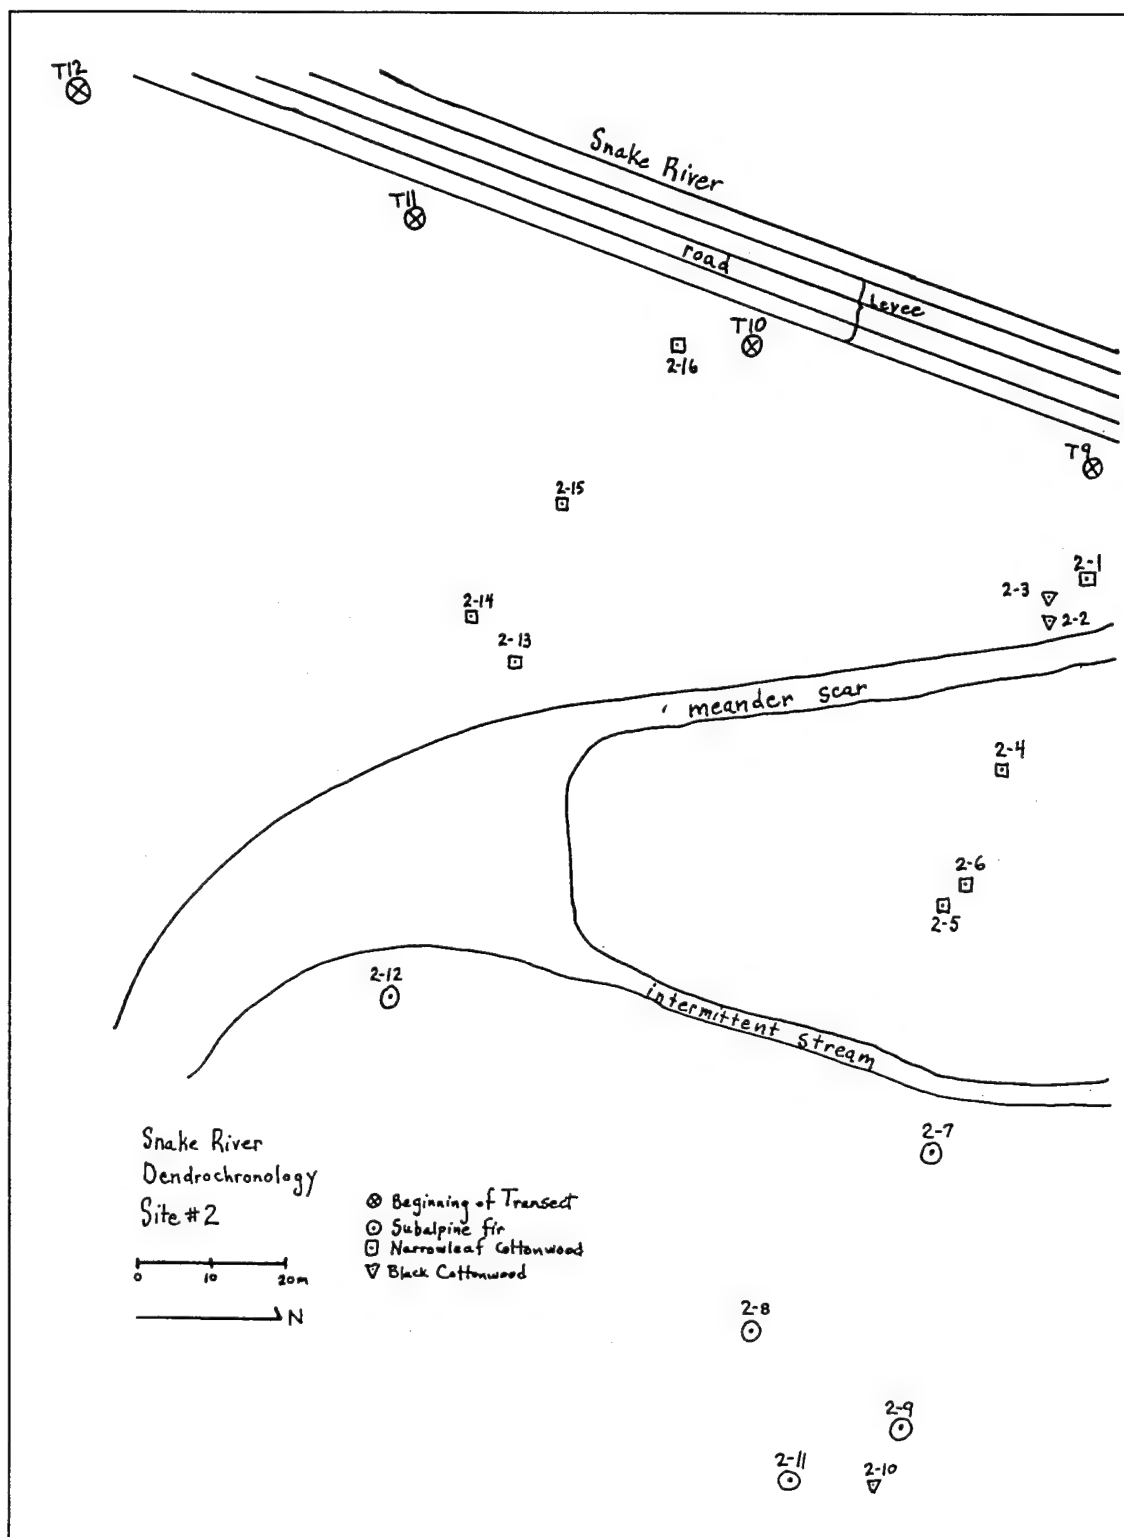 T12
Snake River
T11
road
Levee
T10
2-16
T9
2-15
2-1
2-3
2-14
2-2
2-13
meander scar
2-4
2-6
2-5
2-12
intermittent stream
2-7
Snake River
Dendrochronology
Site #2
0 10 20m
N
Beginning of Transect
Subalpine fir
Narrowleaf Cottonwood
Black Cottonwood
2-8
2-9
2-11
2-10